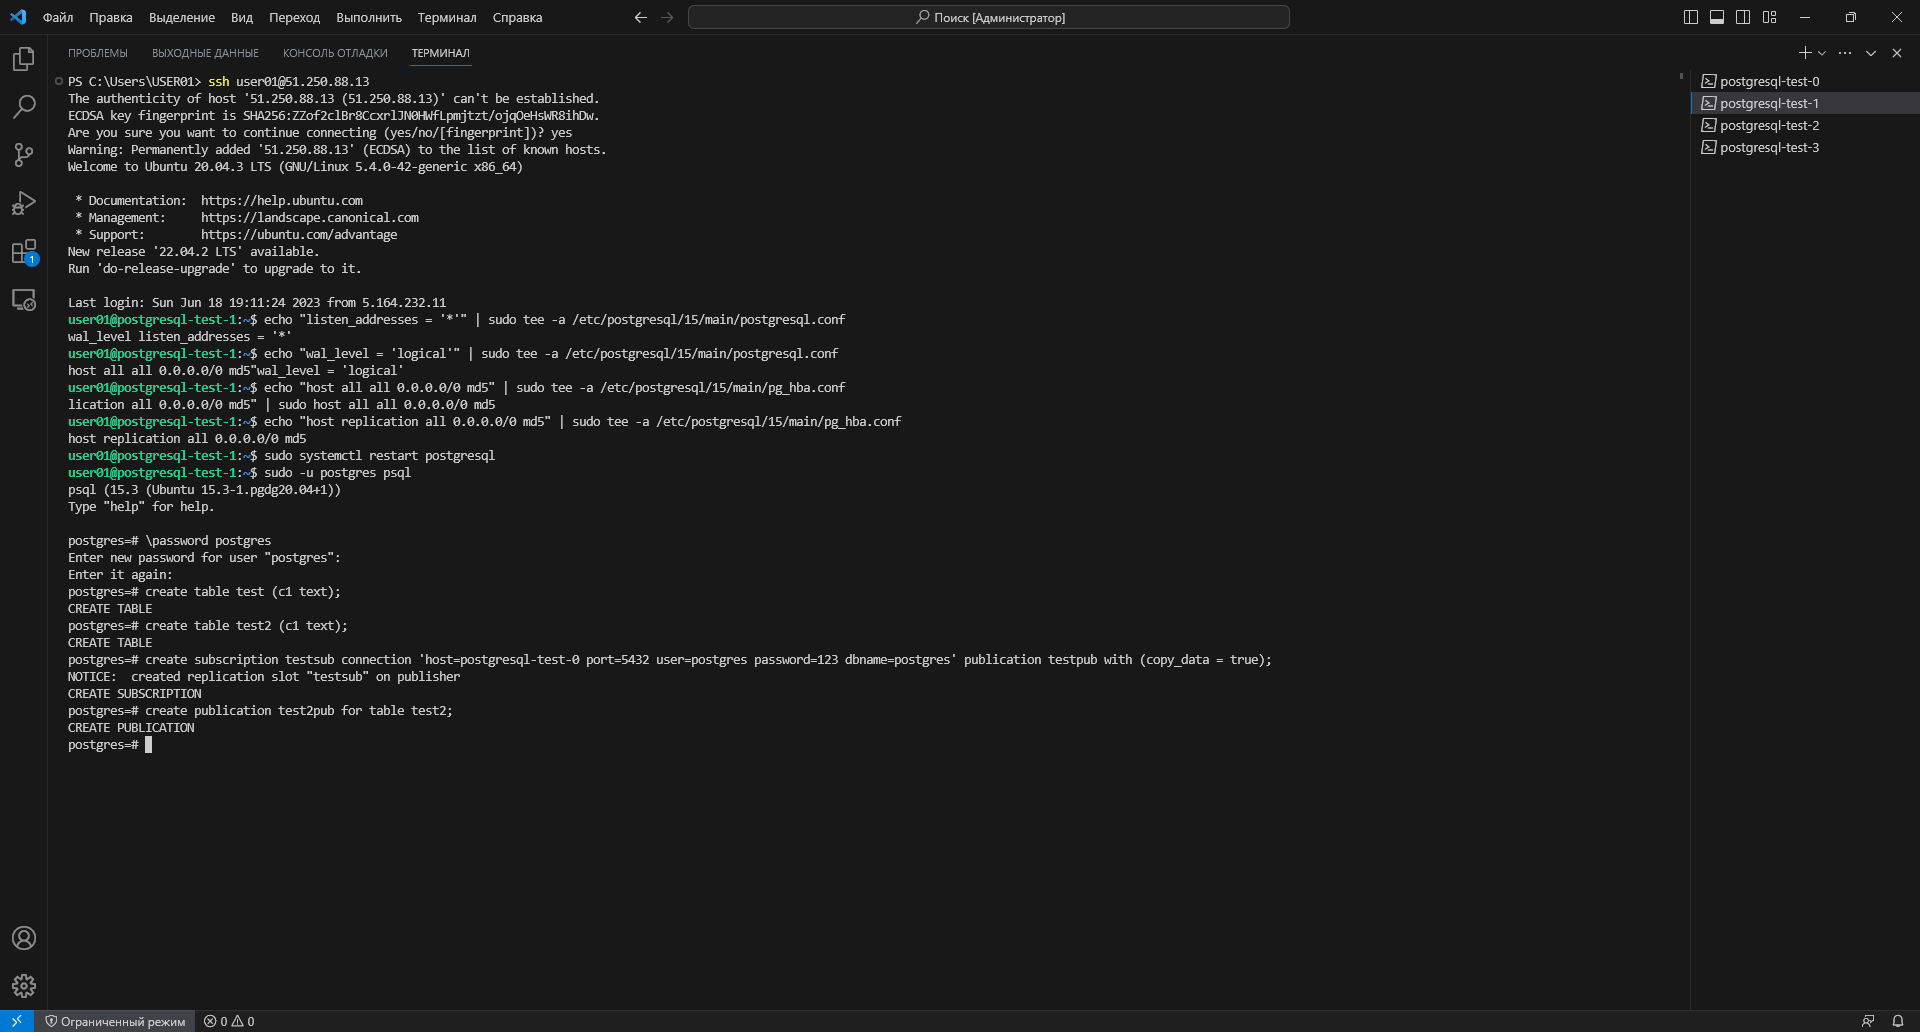 Файл Правка Выделение Вид Переход Выполнить Терминал Справка
Поиск [Администратор]
ПРОБЛЕМЫ ВЫХОДНЫЕ ДАННЫЕ КОНСОЛЬ ОТЛАДКИ ТЕРМИНАЛ
PS C:\Users\USER01> ssh user01@51.250.88.13
The authenticity of host '51.250.88.13 (51.250.88.13)' can't be established.
ECDSA key fingerprint is SHA256:ZZof2clBr8CcxrlJN0HWfLpmjtzt/ojqOeHsWR8ihDw.
Are you sure you want to continue connecting (yes/no/[fingerprint])? yes
Warning: Permanently added '51.250.88.13' (ECDSA) to the list of known hosts.
Welcome to Ubuntu 20.04.3 LTS (GNU/Linux 5.4.0-42-generic x86_64)
* Documentation:  https://help.ubuntu.com
* Management:     https://landscape.canonical.com
* Support:        https://ubuntu.com/advantage
New release '22.04.2 LTS' available.
Run 'do-release-upgrade' to upgrade to it.
Last login: Sun Jun 18 19:11:24 2023 from 5.164.232.11
user01@postgresql-test-1:~$ echo "listen_addresses = '*'" | sudo tee -a /etc/postgresql/15/main/postgresql.conf
wal_level listen_addresses = '*'
user01@postgresql-test-1:~$ echo "wal_level = 'logical'" | sudo tee -a /etc/postgresql/15/main/postgresql.conf
host all all 0.0.0.0/0 md5"wal_level = 'logical'
user01@postgresql-test-1:~$ echo "host all all 0.0.0.0/0 md5" | sudo tee -a /etc/postgresql/15/main/pg_hba.conf
lication all 0.0.0.0/0 md5" | sudo host all all 0.0.0.0/0 md5
user01@postgresql-test-1:~$ echo "host replication all 0.0.0.0/0 md5" | sudo tee -a /etc/postgresql/15/main/pg_hba.conf
host replication all 0.0.0.0/0 md5
user01@postgresql-test-1:~$ sudo systemctl restart postgresql
user01@postgresql-test-1:~$ sudo -u postgres psql
psql (15.3 (Ubuntu 15.3-1.pgdg20.04+1))
Type "help" for help.
postgres=# \password postgres
Enter new password for user "postgres":
Enter it again:
postgres=# create table test (c1 text);
CREATE TABLE
postgres=# create table test2 (c1 text);
CREATE TABLE
postgres=# create subscription testsub connection 'host=postgresql-test-0 port=5432 user=postgres password=123 dbname=postgres' publication testpub with (copy_data = true);
NOTICE:  created replication slot "testsub" on publisher
CREATE SUBSCRIPTION
postgres=# create publication test2pub for table test2;
CREATE PUBLICATION
postgres=#
postgresql-test-0
postgresql-test-1
postgresql-test-2
postgresql-test-3
1
Ограниченный режим 0 0